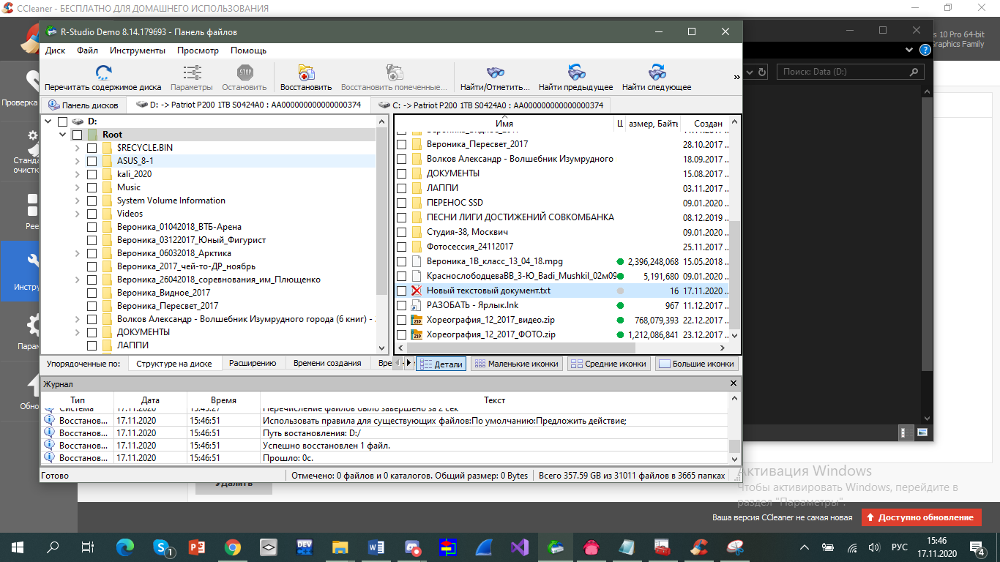 CCleaner - БЕСПЛАТНО ДЛЯ ДОМАШНЕГО ИСПОЛЬЗОВАНИЯ
R-Studio Demo 8.14.179693 - Панель файлов
s 10 Pro 64-bit
Graphics Family
Диск Файл Инструменты Просмотр Помощь
Перечитать содержимое диска Параметры Остановить Восстановить Восстановить помеченные... Найти/Отметить... Найти предыдущее Найти следующее »
Поиск: Data (D:)
Проверка
Панель дисков D: -> Patriot P200 1TB S0424A0 : AA000000000000000374 C: -> Patriot P200 1TB S0424A0 : AA000000000000000374
D: Имя Ш азмер, Байты Создан
Root
$RECYCLE.BIN Вероника_Пересвет_2017 28.10.2017 ..
ASUS_8-1 Волков Александр - Волшебник Изумрудного 18.09.2017 ..
kali_2020 ДОКУМЕНТЫ 15.08.2017 ..
Music ЛАППИ 03.11.2017 ..
System Volume Information ПЕРЕНОС SSD 09.01.2020 ..
Videos ПЕСНИ ЛИГИ ДОСТИЖЕНИЙ СОВКОМБАНКА 08.12.2019 ..
Вероника_01042018_ВТБ-Арена Студия-38, Москвич 09.01.2020 ..
Вероника_03122017_Юный_Фигурист Фотосессия_24112017 25.11.2017 ..
Вероника_06032018_Арктика Вероника_1В_класс_13_04_18.mpg 2,396,248,068 15.05.2018 ..
Вероника_2017_чей-то-ДР_ноябрь КраснослободцеваВВ_3-Ю_Badi_Mushkil_02м09 5,191,680 09.01.2020 ..
Вероника_26042018_соревнования_им_Плющенко Новый текстовый документ.txt 16 17.11.2020 ..
Вероника_Видное_2017 РАЗОБАТЬ - Ярлык.lnk 967 11.12.2017 ..
Вероника_Пересвет_2017 Хореография_12_2017_видео.zip 768,079,393 22.12.2017 ..
Волков Александр - Волшебник Изумрудного города (6 книг) - . Хореография_12_2017_ФОТО.zip 1,212,086,841 23.12.2017 ..
ДОКУМЕНТЫ
ЛАППИ
Станда
очистк
Рее
Инстру
Парам
Обно
Упорядоченные по: Структуре на диске Расширению Времени создания Вре Детали Маленькие иконки Средние иконки Большие иконки
Журнал
Тип Дата Время Текст
Система 17.11.2020 15:45:27 Перечисление файлов было завершено за 2 сек
Восстанов... 17.11.2020 15:46:51 Использовать правила для существующих файлов:По умолчанию:Предложить действие;
Восстанов... 17.11.2020 15:46:51 Путь востановления: D:/
Восстанов... 17.11.2020 15:46:51 Успешно восстановлен 1 файл.
Восстанов... 17.11.2020 15:46:51 Прошло: 0с.
Готово Отмечено: 0 файлов и 0 каталогов. Общий размер: 0 Bytes Всего 357.59 GB из 31011 файлов в 3665 папках
Удалить
Активация Windows
Чтобы активировать Windows, перейдите в
раздел "Параметры".
Ваша версия CCleaner не самая новая Доступно обновление
РУС 15:46
17.11.2020
4